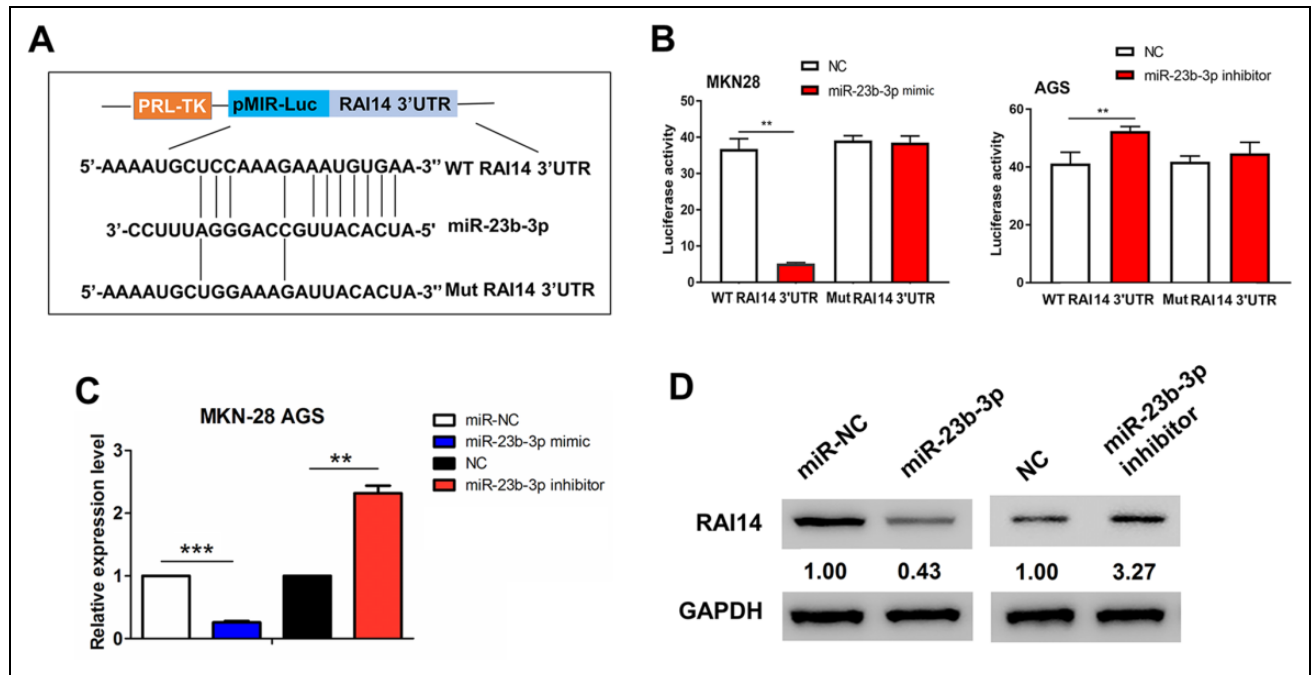 A
PRL-TK pMIR-Luc RAI14 3'UTR
5'-AAAAUGCUCCAAAGAAAUGUGAA-3'' WT RAI14 3'UTR
3'-CCUUUAGGGACCGUUACACUA-5' miR-23b-3p
5'-AAAAUGCUGGAAAGAUUACACUA-3'' Mut RAI14 3'UTR
B
MKN28
NC
miR-23b-3p mimic
Luciferase activity
50
40
30
20
10
0
**
WT RAI14 3'UTR Mut RAI14 3'UTR
AGS
NC
miR-23b-3p inhibitor
Luciferase activity
60
40
20
0
**
WT RAI14 3'UTR Mut RAI14 3'UTR
C
MKN-28 AGS
miR-NC
miR-23b-3p mimic
NC
miR-23b-3p inhibitor
Relative expression level
3
2
1
0
***
**
D
miR-NC
miR-23b-3p
NC
miR-23b-3p
inhibitor
RAI14
1.00 0.43 1.00 3.27
GAPDH